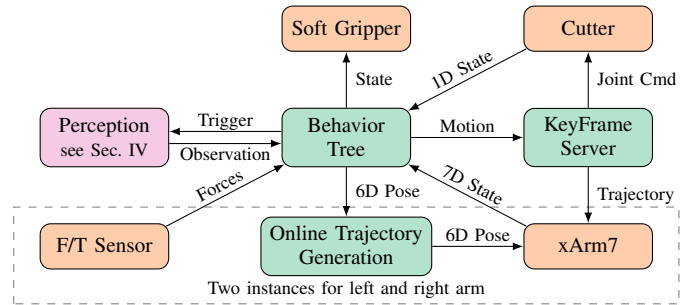 Soft Gripper
Cutter
State
1D State
Joint Cmd
Perception
see Sec. IV
Trigger
Observation
Behavior
Tree
Motion
KeyFrame
Server
Forces
6D Pose
7D State
Trajectory
F/T Sensor
Online Trajectory
Generation
6D Pose
xArm7
Two instances for left and right arm